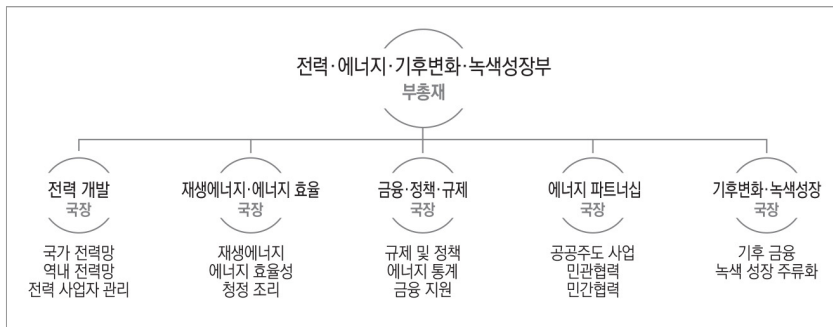 전력·에너지·기후변화·녹색성장부
부총재
전력 개발
국장
국가 전력망
역내 전력망
전력 사업자 관리
재생에너지·에너지 효율
국장
재생에너지
에너지 효율성
청정 조리
금융·정책·규제
국장
규제 및 정책
에너지 통계
금융 지원
에너지 파트너십
국장
공공주도 사업
민관협력
민간협력
기후변화·녹색성장
국장
기후 금융
녹색 성장 주류화